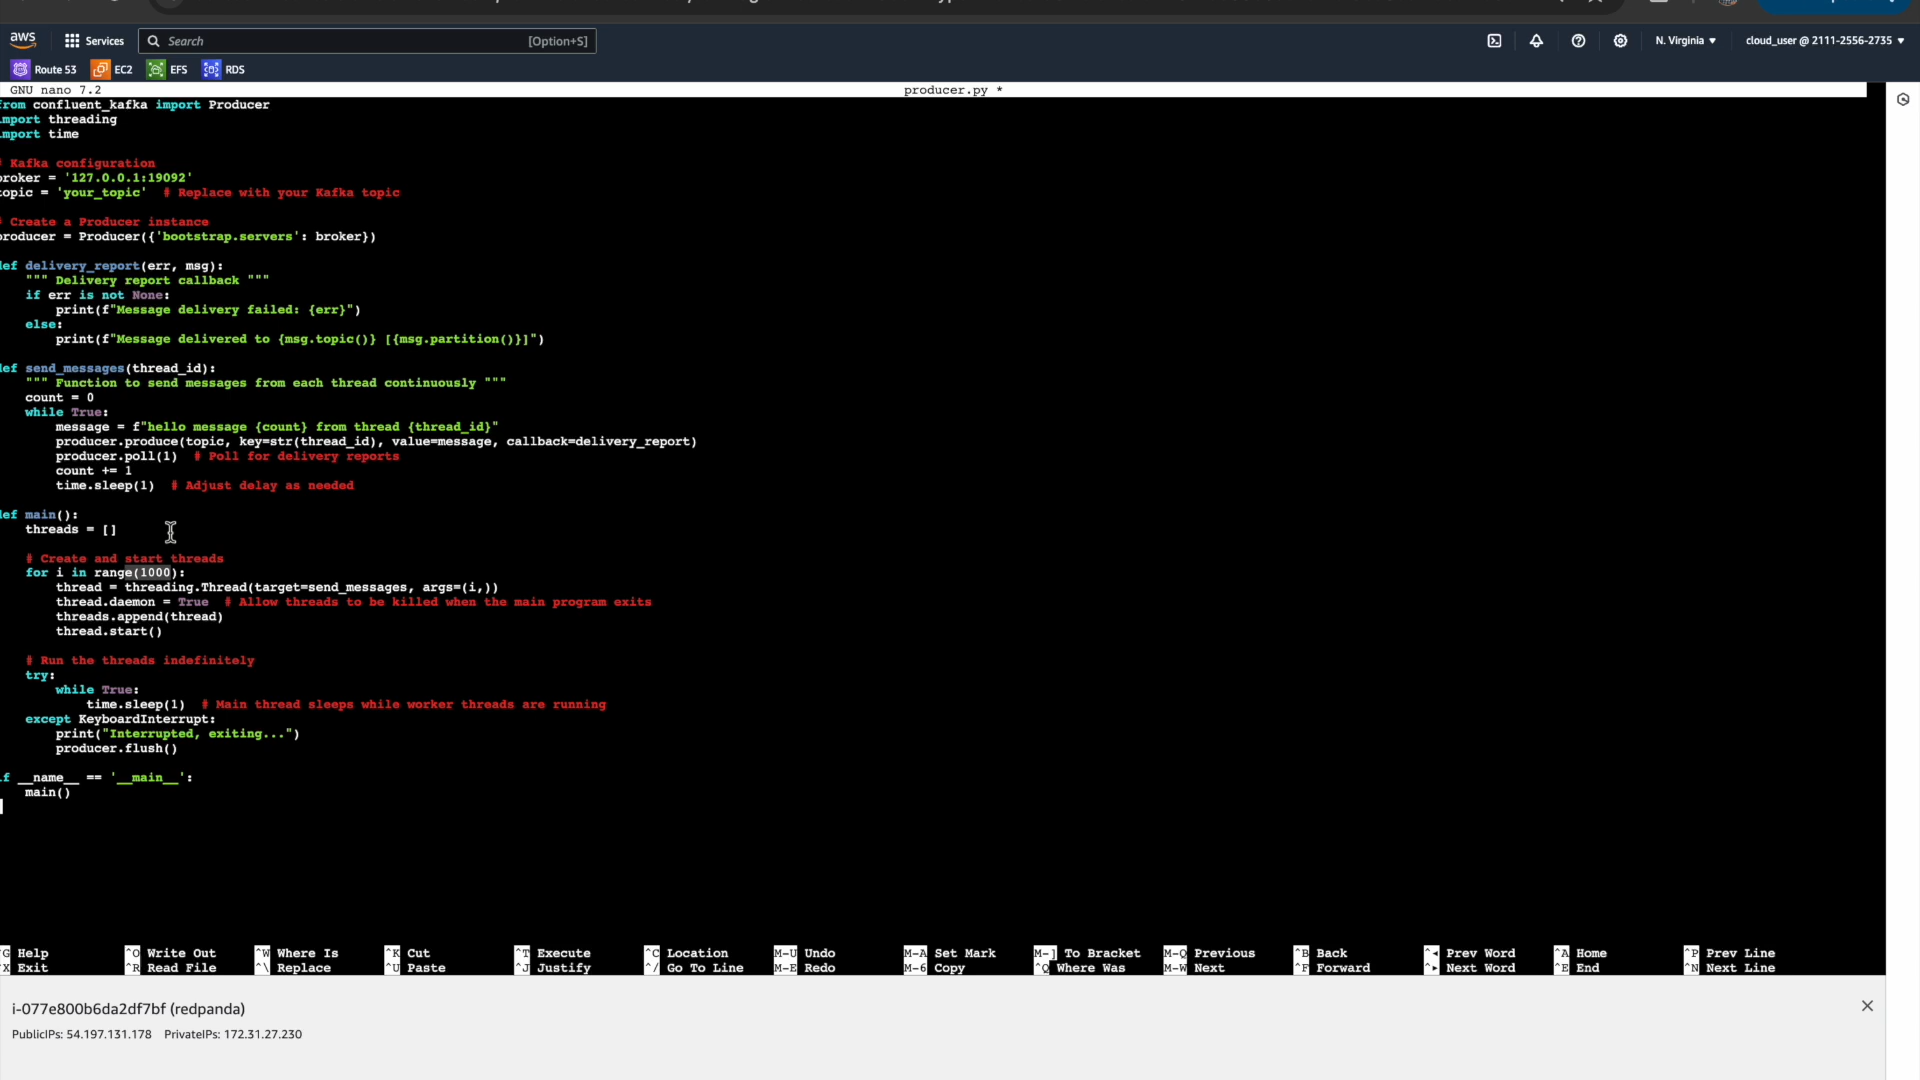 aws
Services
Search [Option+S]
N. Virginia ▼
cloud_user @ 2111-2556-2735 ▼
Route 53 EC2 EFS RDS
GNU nano 7.2 producer.py *
from confluent_kafka import Producer
import threading
import time
# Kafka configuration
broker = '127.0.0.1:19092'
topic = 'your_topic'  # Replace with your Kafka topic
# Create a Producer instance
producer = Producer({'bootstrap.servers': broker})
def delivery_report(err, msg):
""" Delivery report callback """
if err is not None:
print(f"Message delivery failed: {err}")
else:
print(f"Message delivered to {msg.topic()} [{msg.partition()}]")
def send_messages(thread_id):
""" Function to send messages from each thread continuously """
count = 0
while True:
message = f"hello message {count} from thread {thread_id}"
producer.produce(topic, key=str(thread_id), value=message, callback=delivery_report)
producer.poll(1)  # Poll for delivery reports
count += 1
time.sleep(1)  # Adjust delay as needed
def main():
threads = []
# Create and start threads
for i in range(1000):
thread = threading.Thread(target=send_messages, args=(i,))
thread.daemon = True  # Allow threads to be killed when the main program exits
threads.append(thread)
thread.start()
# Run the threads indefinitely
try:
while True:
time.sleep(1)  # Main thread sleeps while worker threads are running
except KeyboardInterrupt:
print("Interrupted, exiting...")
producer.flush()
if __name__ == '__main__':
main()
^G Help ^O Write Out ^W Where Is ^K Cut ^T Execute ^C Location M-U Undo M-A Set Mark M-] To Bracket M-Q Previous ^B Back ^◂ Prev Word ^A Home ^P Prev Line
^X Exit ^R Read File ^\ Replace ^U Paste ^J Justify ^/ Go To Line M-E Redo M-6 Copy ^Q Where Was M-W Next ^F Forward ^▸ Next Word ^E End ^N Next Line
i-077e800b6da2df7bf (redpanda)
PublicIPs: 54.197.131.178 PrivateIPs: 172.31.27.230